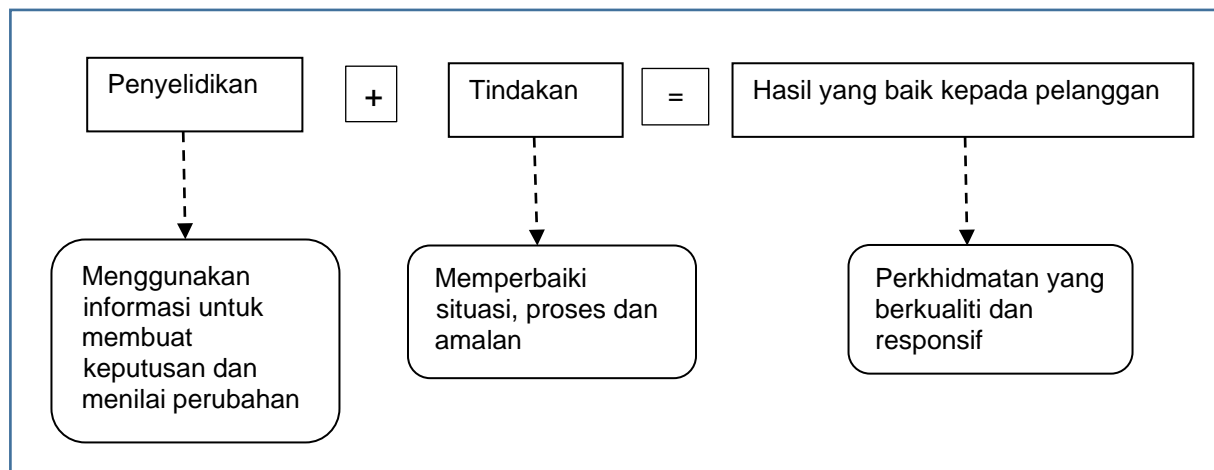 Penyelidikan
+
Tindakan
=
Hasil yang baik kepada pelanggan
Menggunakan
informasi untuk
membuat
keputusan dan
menilai perubahan
Memperbaiki
situasi, proses dan
amalan
Perkhidmatan yang
berkualiti dan
responsif